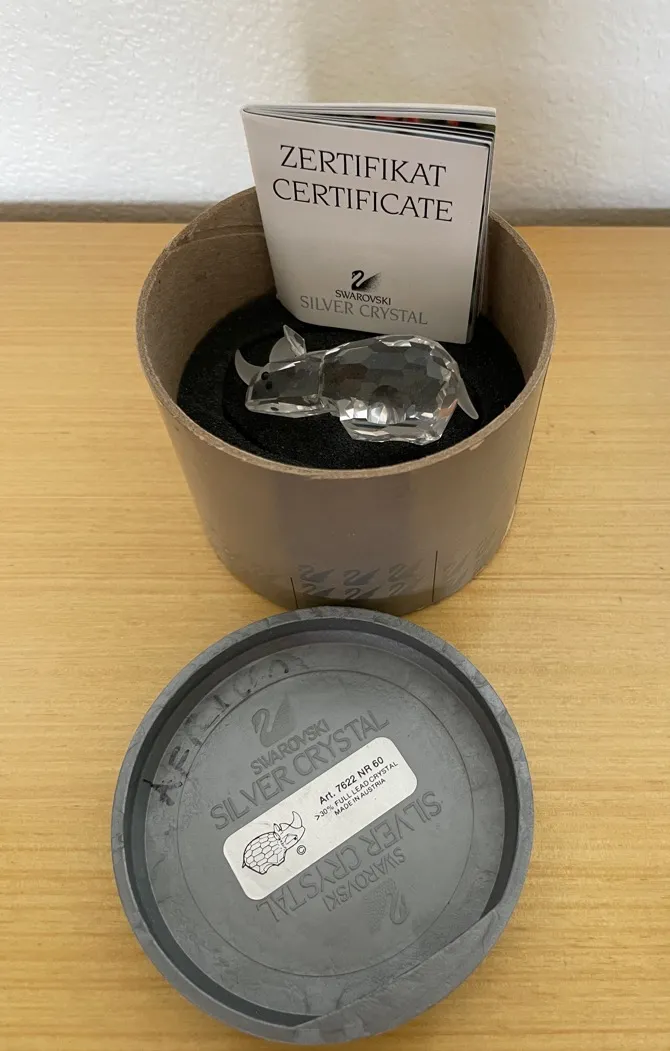 ZERTIFIKAT
CERTIFICATE
SWAROVSKI
SILVER CRYSTAL
SWAROVSKI
SILVER CRYSTAL
Art. 7622 NR 60
>30% FULL LEAD CRYSTAL
MADE IN AUSTRIA
©
SILVER CRYSTAL
SWAROVSKI